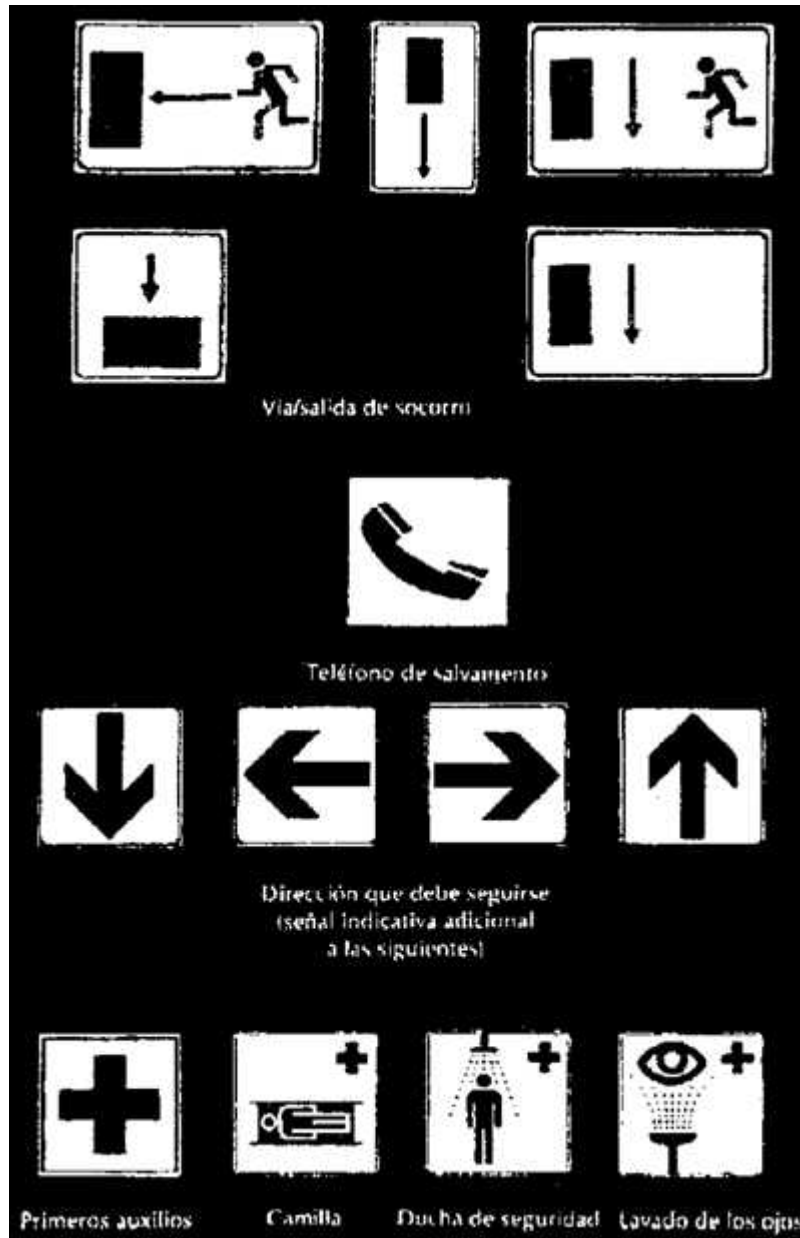 Vía/salida de socorro
Teléfono de salvamento
Dirección que debe seguirse
(señal indicativa adicional
a las siguientes)
Primeros auxilios
Camilla
Ducha de seguridad
Lavado de los ojos